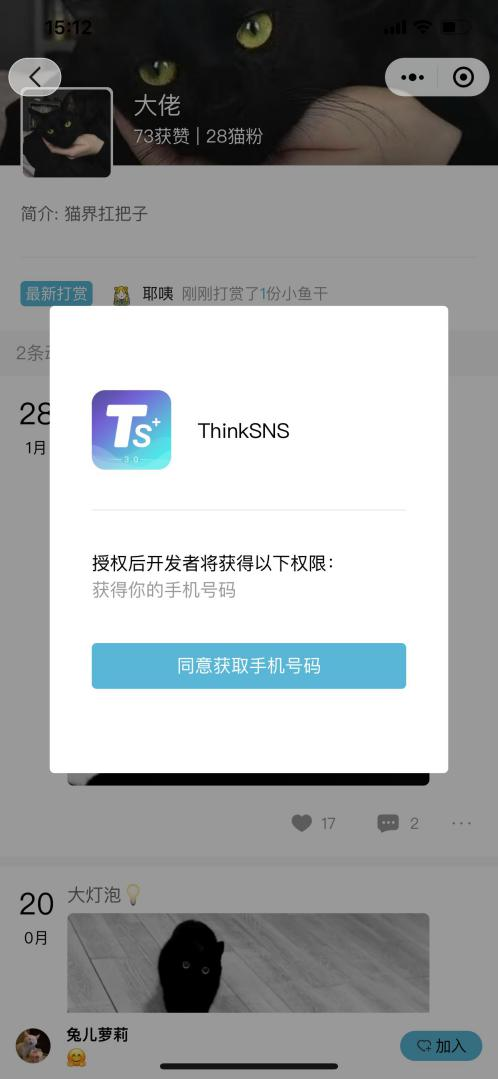 15:12
大佬
73获赞 | 28猫粉
简介: 猫界扛把子
最新打赏 耶咦 刚刚打赏了1份小鱼干
2条
28
1月
Ts+
3.0
ThinkSNS
授权后开发者将获得以下权限：
获得你的手机号码
同意获取手机号码
17 2 ···
20
0月
大灯泡
兔儿萝莉
加入